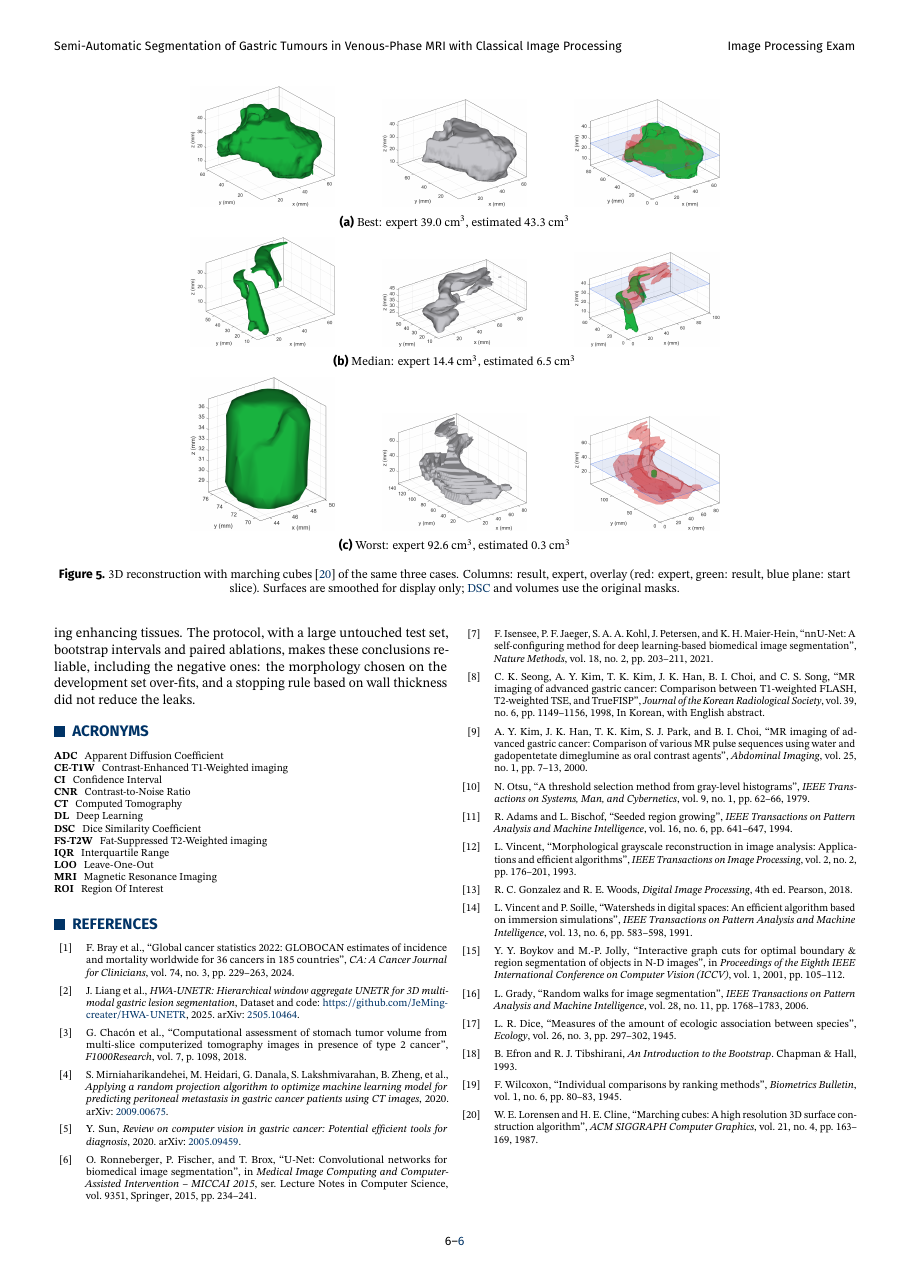 Semi-Automatic Segmentation of Gastric Tumours in Venous-Phase MRI with Classical Image Processing
Image Processing Exam
(a) Best: expert 39.0 cm³, estimated 43.3 cm³
(b) Median: expert 14.4 cm³, estimated 6.5 cm³
(c) Worst: expert 92.6 cm³, estimated 0.3 cm³
Figure 5. 3D reconstruction with marching cubes [20] of the same three cases. Columns: result, expert, overlay (red: expert, green: result, blue plane: start
slice). Surfaces are smoothed for display only; DSC and volumes use the original masks.
ing enhancing tissues. The protocol, with a large untouched test set,
bootstrap intervals and paired ablations, makes these conclusions re-
liable, including the negative ones: the morphology chosen on the
development set over-fits, and a stopping rule based on wall thickness
did not reduce the leaks.
ACRONYMS
ADC Apparent Diffusion Coefficient
CE-T1W Contrast-Enhanced T1-Weighted imaging
CI Confidence Interval
CNR Contrast-to-Noise Ratio
CT Computed Tomography
DL Deep Learning
DSC Dice Similarity Coefficient
FS-T2W Fat-Suppressed T2-Weighted imaging
IQR Interquartile Range
LOO Leave-One-Out
MRI Magnetic Resonance Imaging
ROI Region Of Interest
REFERENCES
[1] F. Bray et al., “Global cancer statistics 2022: GLOBOCAN estimates of incidence
and mortality worldwide for 36 cancers in 185 countries”, CA: A Cancer Journal
for Clinicians, vol. 74, no. 3, pp. 229–263, 2024.
[2] J. Liang et al., HWA-UNETR: Hierarchical window aggregate UNETR for 3D multi-
modal gastric lesion segmentation, Dataset and code: https://github.com/JeMing-
creater/HWA-UNETR, 2025. arXiv: 2505.10464.
[3] G. Chacón et al., “Computational assessment of stomach tumor volume from
multi-slice computerized tomography images in presence of type 2 cancer”,
F1000Research, vol. 7, p. 1098, 2018.
[4] S. Mirniaharikandehei, M. Heidari, G. Danala, S. Lakshmivarahan, B. Zheng, et al.,
Applying a random projection algorithm to optimize machine learning model for
predicting peritoneal metastasis in gastric cancer patients using CT images, 2020.
arXiv: 2009.00675.
[5] Y. Sun, Review on computer vision in gastric cancer: Potential efficient tools for
diagnosis, 2020. arXiv: 2005.09459.
[6] O. Ronneberger, P. Fischer, and T. Brox, “U-Net: Convolutional networks for
biomedical image segmentation”, in Medical Image Computing and Computer-
Assisted Intervention – MICCAI 2015, ser. Lecture Notes in Computer Science,
vol. 9351, Springer, 2015, pp. 234–241.
[7] F. Isensee, P. F. Jaeger, S. A. A. Kohl, J. Petersen, and K. H. Maier-Hein, “nnU-Net: A
self-configuring method for deep learning-based biomedical image segmentation”,
Nature Methods, vol. 18, no. 2, pp. 203–211, 2021.
[8] C. K. Seong, A. Y. Kim, T. K. Kim, J. K. Han, B. I. Choi, and C. S. Song, “MR
imaging of advanced gastric cancer: Comparison between T1-weighted FLASH,
T2-weighted TSE, and TrueFISP”, Journal of the Korean Radiological Society, vol. 39,
no. 6, pp. 1149–1156, 1998, In Korean, with English abstract.
[9] A. Y. Kim, J. K. Han, T. K. Kim, S. J. Park, and B. I. Choi, “MR imaging of ad-
vanced gastric cancer: Comparison of various MR pulse sequences using water and
gadopentetate dimeglumine as oral contrast agents”, Abdominal Imaging, vol. 25,
no. 1, pp. 7–13, 2000.
[10] N. Otsu, “A threshold selection method from gray-level histograms”, IEEE Trans-
actions on Systems, Man, and Cybernetics, vol. 9, no. 1, pp. 62–66, 1979.
[11] R. Adams and L. Bischof, “Seeded region growing”, IEEE Transactions on Pattern
Analysis and Machine Intelligence, vol. 16, no. 6, pp. 641–647, 1994.
[12] L. Vincent, “Morphological grayscale reconstruction in image analysis: Applica-
tions and efficient algorithms”, IEEE Transactions on Image Processing, vol. 2, no. 2,
pp. 176–201, 1993.
[13] R. C. Gonzalez and R. E. Woods, Digital Image Processing, 4th ed. Pearson, 2018.
[14] L. Vincent and P. Soille, “Watersheds in digital spaces: An efficient algorithm based
on immersion simulations”, IEEE Transactions on Pattern Analysis and Machine
Intelligence, vol. 13, no. 6, pp. 583–598, 1991.
[15] Y. Y. Boykov and M.-P. Jolly, “Interactive graph cuts for optimal boundary &
region segmentation of objects in N-D images”, in Proceedings of the Eighth IEEE
International Conference on Computer Vision (ICCV), vol. 1, 2001, pp. 105–112.
[16] L. Grady, “Random walks for image segmentation”, IEEE Transactions on Pattern
Analysis and Machine Intelligence, vol. 28, no. 11, pp. 1768–1783, 2006.
[17] L. R. Dice, “Measures of the amount of ecologic association between species”,
Ecology, vol. 26, no. 3, pp. 297–302, 1945.
[18] B. Efron and R. J. Tibshirani, An Introduction to the Bootstrap. Chapman & Hall,
1993.
[19] F. Wilcoxon, “Individual comparisons by ranking methods”, Biometrics Bulletin,
vol. 1, no. 6, pp. 80–83, 1945.
[20] W. E. Lorensen and H. E. Cline, “Marching cubes: A high resolution 3D surface con-
struction algorithm”, ACM SIGGRAPH Computer Graphics, vol. 21, no. 4, pp. 163–
169, 1987.
6–6